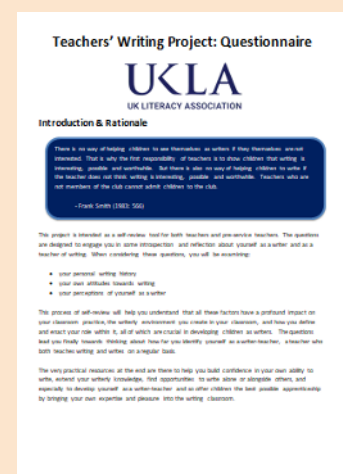 Teachers' Writing Project: Questionnaire
UKLA
UK LITERACY ASSOCIATION
Introduction & Rationale
There is no way of helping children to see themselves as writers if they themselves are not
interested. That is why the first responsibility of teachers is to show children that writing is
interesting, possible and worthwhile. But there is also no way of helping children to write if
the teacher does not think writing is interesting, possible and worthwhile. Teachers who are
not members of the club cannot admit children to the club.
- Frank Smith (1983: 566)
This project is intended as a self-review tool for both teachers and pre-service teachers. The questions
are designed to engage you in some introspection and reflection about yourself as a writer and as a
teacher of writing. When considering these questions, you will be examining:
• your personal writing history
• your own attitudes towards writing
• your perceptions of yourself as a writer
This process of self-review will help you understand that all these factors have a profound impact on
your classroom practice, the writerly environment you create in your classroom, and how you define
and enact your role within it, all of which are crucial in developing children as writers. The questions
lead you finally towards thinking about how far you identify yourself as a writer-teacher, a teacher who
both teaches writing and writes on a regular basis.
The very practical resources at the end are there to help you build confidence in your own ability to
write, extend your writerly knowledge, find opportunities to write alone or alongside others, and
especially to develop yourself as a writer-teacher and so offer children the best possible apprenticeship
by bringing your own expertise and pleasure into the writing classroom.